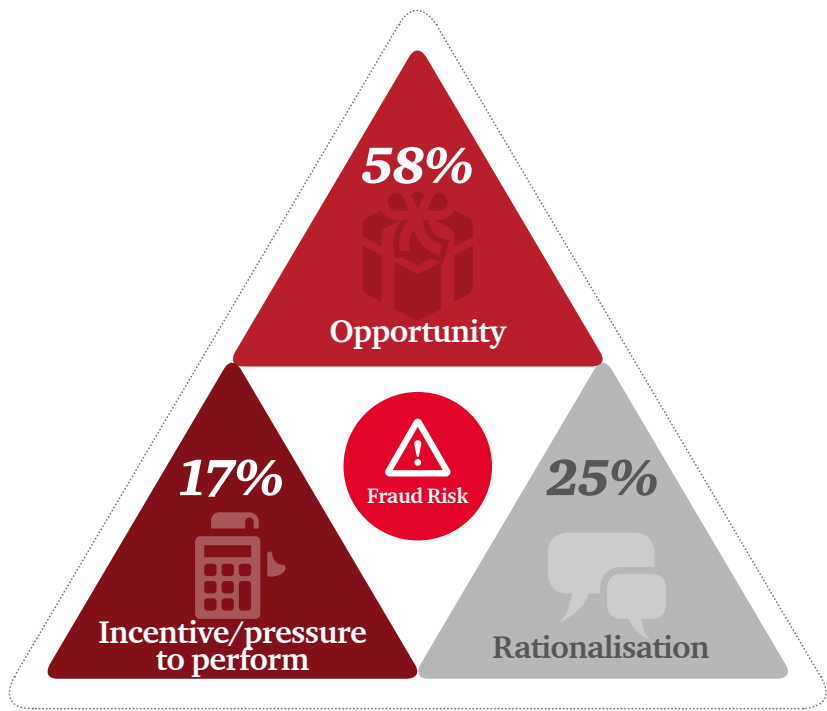 58%
Opportunity
17%
Incentive/pressure
to perform
Fraud Risk
25%
Rationalisation